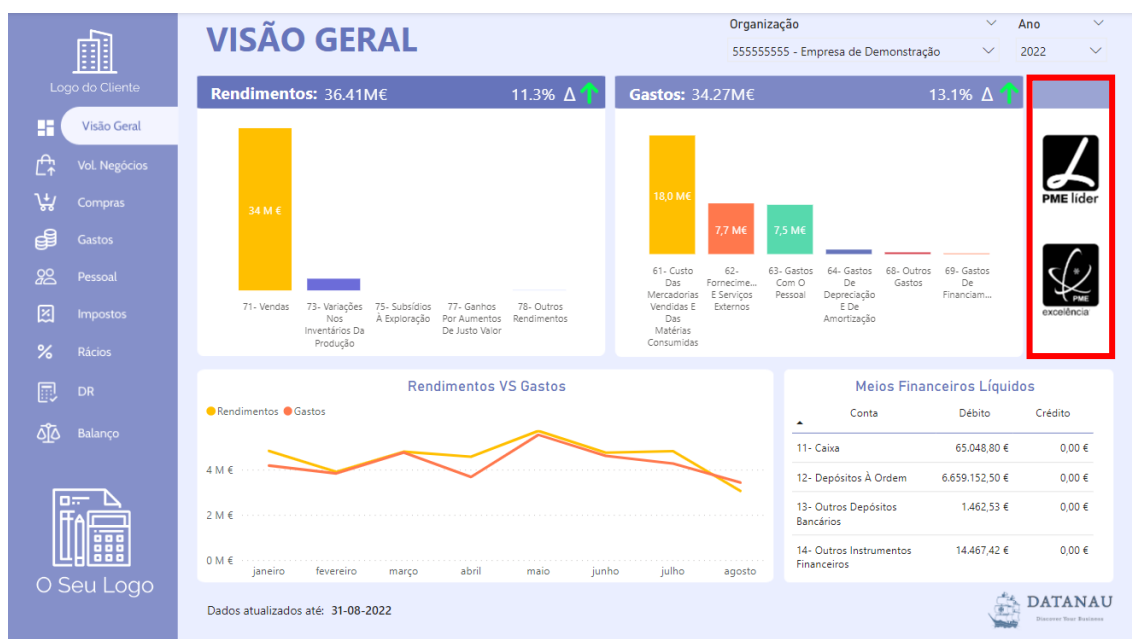 VISÃO GERAL
Organização
Ano
555555555 - Empresa de Demonstração
2022
Logo do Cliente
Visão Geral
Vol. Negócios
Compras
Gastos
Pessoal
Impostos
Rácios
DR
Balanço
O Seu Logo
Rendimentos: 36.41M€
11.3% Δ
34 M €
71- Vendas
73- Variações
Nos
Inventários Da
Produção
75- Subsídios
À Exploração
77- Ganhos
Por Aumentos
De Justo Valor
78- Outros
Rendimentos
Gastos: 34.27M€
13.1% Δ
18,0 M€
7,7 M€
7,5 M€
61- Custo
Das
Mercadorias
Vendidas E
Das
Matérias
Consumidas
62-
Fornecime...
E Serviços
Externos
63- Gastos
Com O
Pessoal
64- Gastos
De
Depreciação
E De
Amortização
68- Outros
Gastos
69- Gastos
De
Financiam...
PME líder
PME
excelência
Rendimentos VS Gastos
Rendimentos
Gastos
4 M €
2 M €
0 M €
janeiro fevereiro março abril maio junho julho agosto
Meios Financeiros Líquidos
Conta Débito Crédito
11- Caixa 65.048,80 € 0,00 €
12- Depósitos À Ordem 6.659.152,50 € 0,00 €
13- Outros Depósitos
Bancários 1.462,53 € 0,00 €
14- Outros Instrumentos
Financeiros 14.467,42 € 0,00 €
Dados atualizados até: 31-08-2022
DATANAU
Discover Your Business